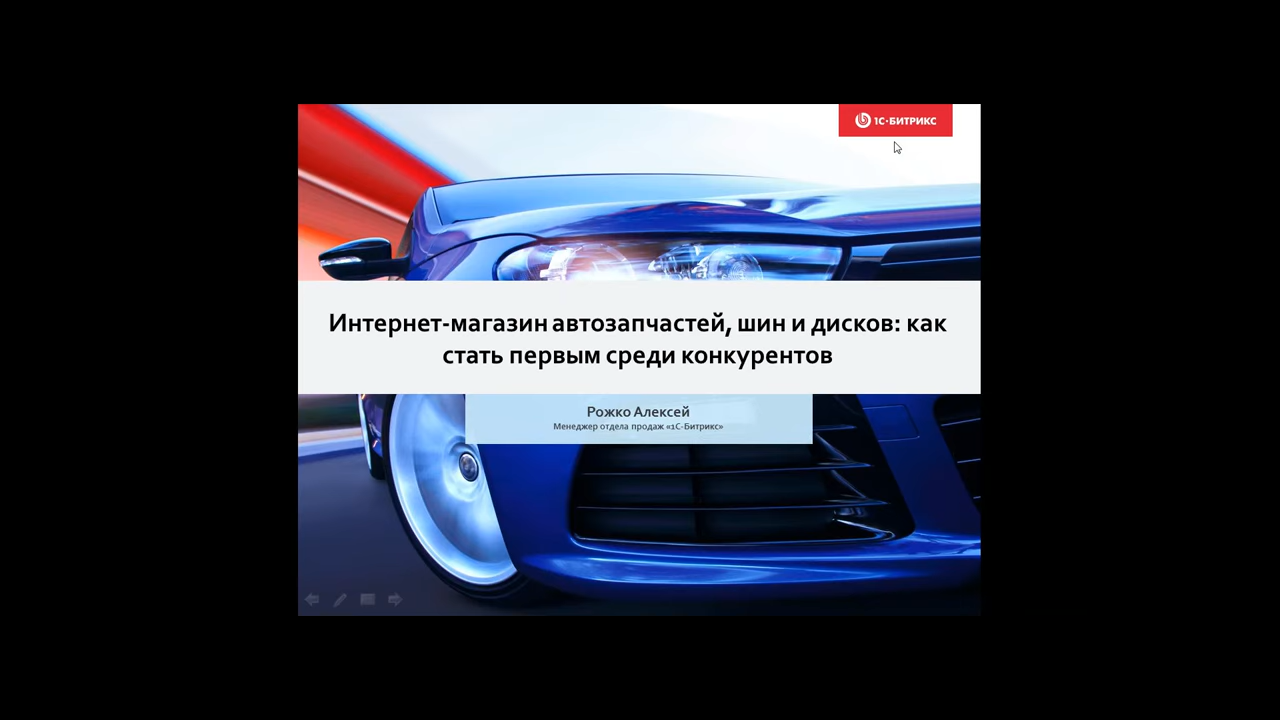 1С·БИТРИКС
Интернет-магазин автозапчастей, шин и дисков: как
стать первым среди конкурентов
Рожко Алексей
Менеджер отдела продаж «1С-Битрикс»